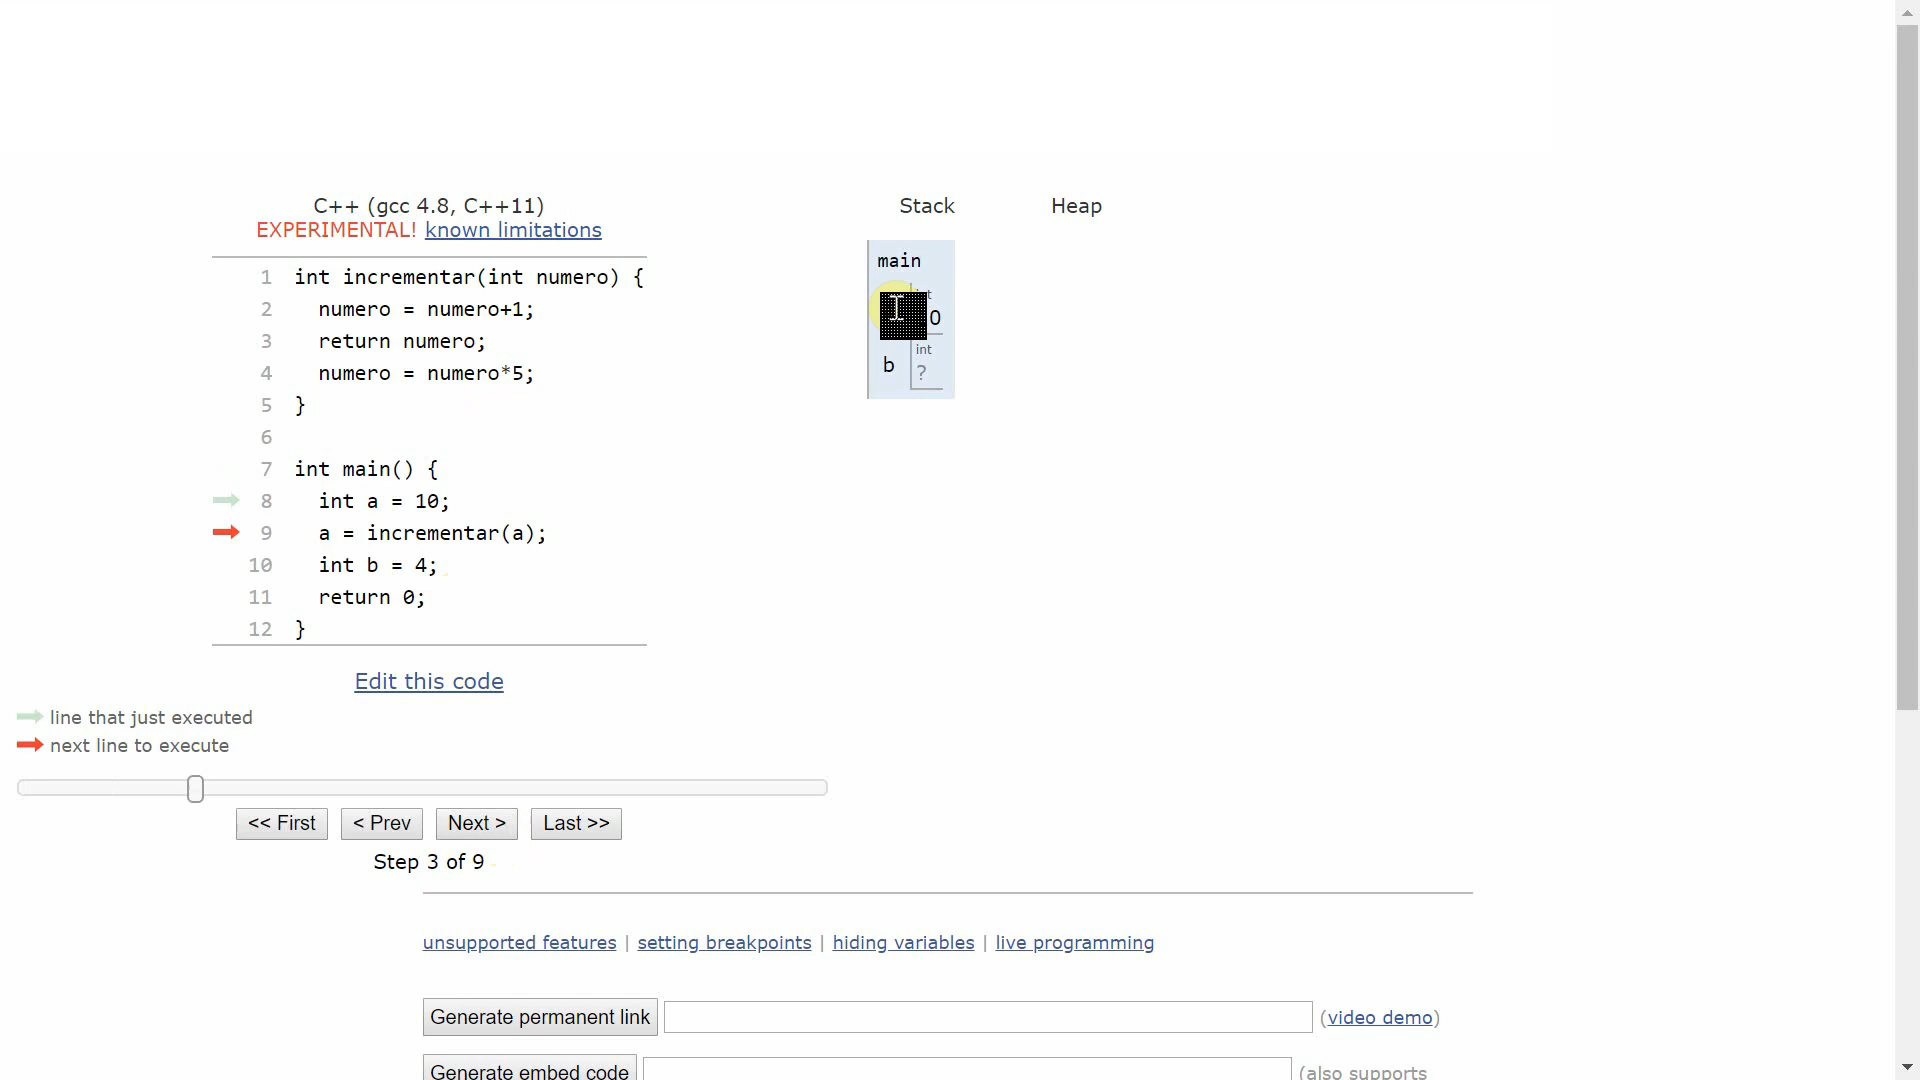 C++ (gcc 4.8, C++11)
EXPERIMENTAL! known limitations
1 int incrementar(int numero) {
2 numero = numero+1;
3 return numero;
4 numero = numero*5;
5 }
6
7 int main() {
8 int a = 10;
9 a = incrementar(a);
10 int b = 4;
11 return 0;
12 }
Edit this code
line that just executed
next line to execute
<< First < Prev Next > Last >>
Step 3 of 9
Stack Heap
main
0
int
b ?
unsupported features | setting breakpoints | hiding variables | live programming
Generate permanent link (video demo)
Generate embed code (also supports